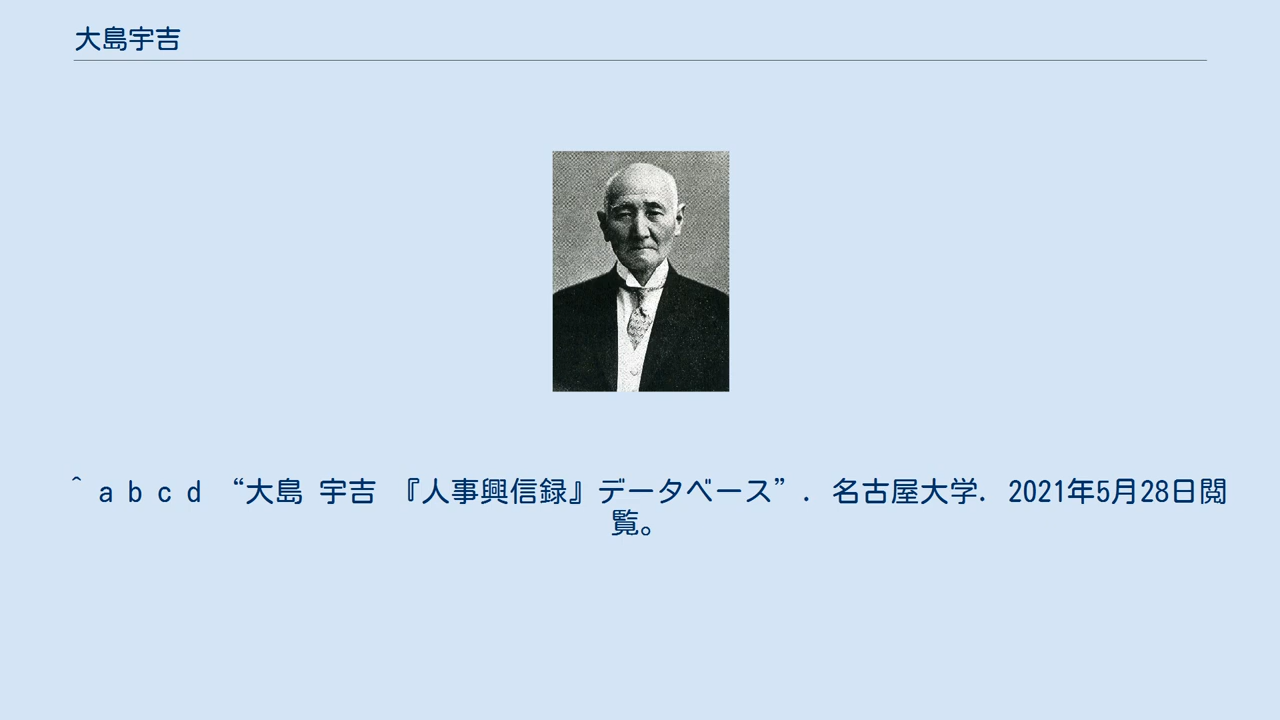 大島宇吉
^ a b c d “大島 宇吉 『人事興信録』データベース”. 名古屋大学. 2021年5月28日閲
覧。